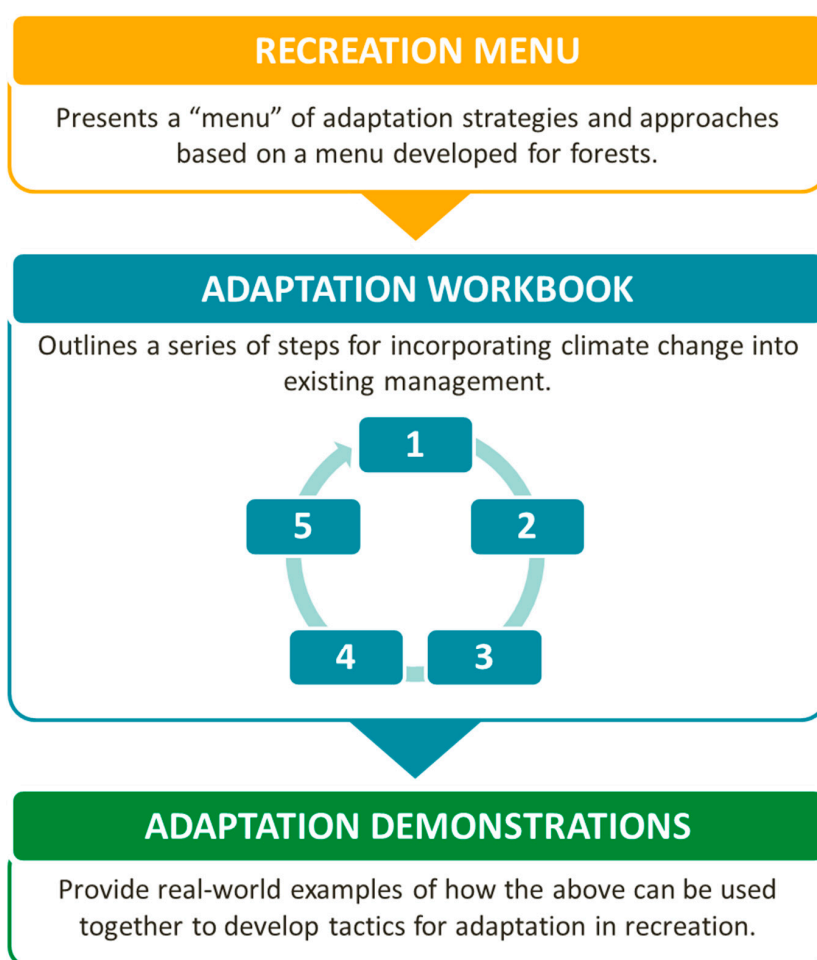 RECREATION MENU
Presents a “menu” of adaptation strategies and approaches
based on a menu developed for forests.
ADAPTATION WORKBOOK
Outlines a series of steps for incorporating climate change into
existing management.
1
5
2
4
3
ADAPTATION DEMONSTRATIONS
Provide real-world examples of how the above can be used
together to develop tactics for adaptation in recreation.